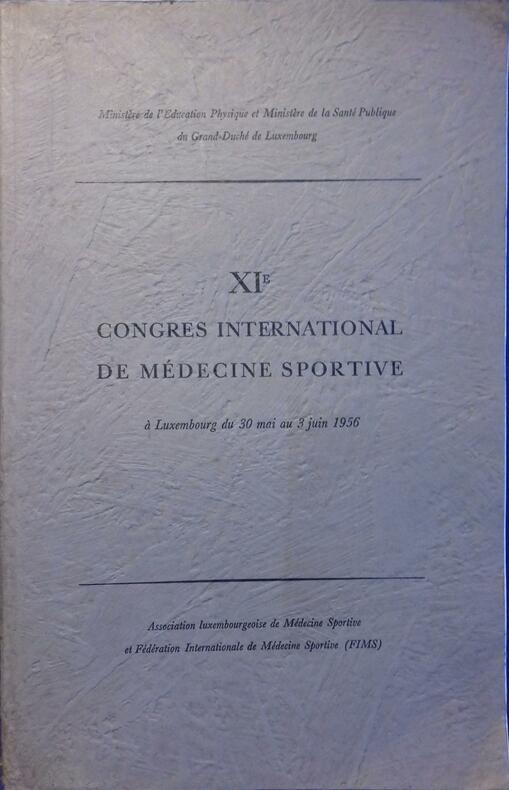 Ministère de l'Education Physique et Ministère de la Santé Publique
du Grand-Duché de Luxembourg
XIE
CONGRES INTERNATIONAL
DE MÉDECINE SPORTIVE
à Luxembourg du 30 mai au 3 juin 1956
Association luxembourgeoise de Médecine Sportive
et Fédération Internationale de Médecine Sportive (FIMS)